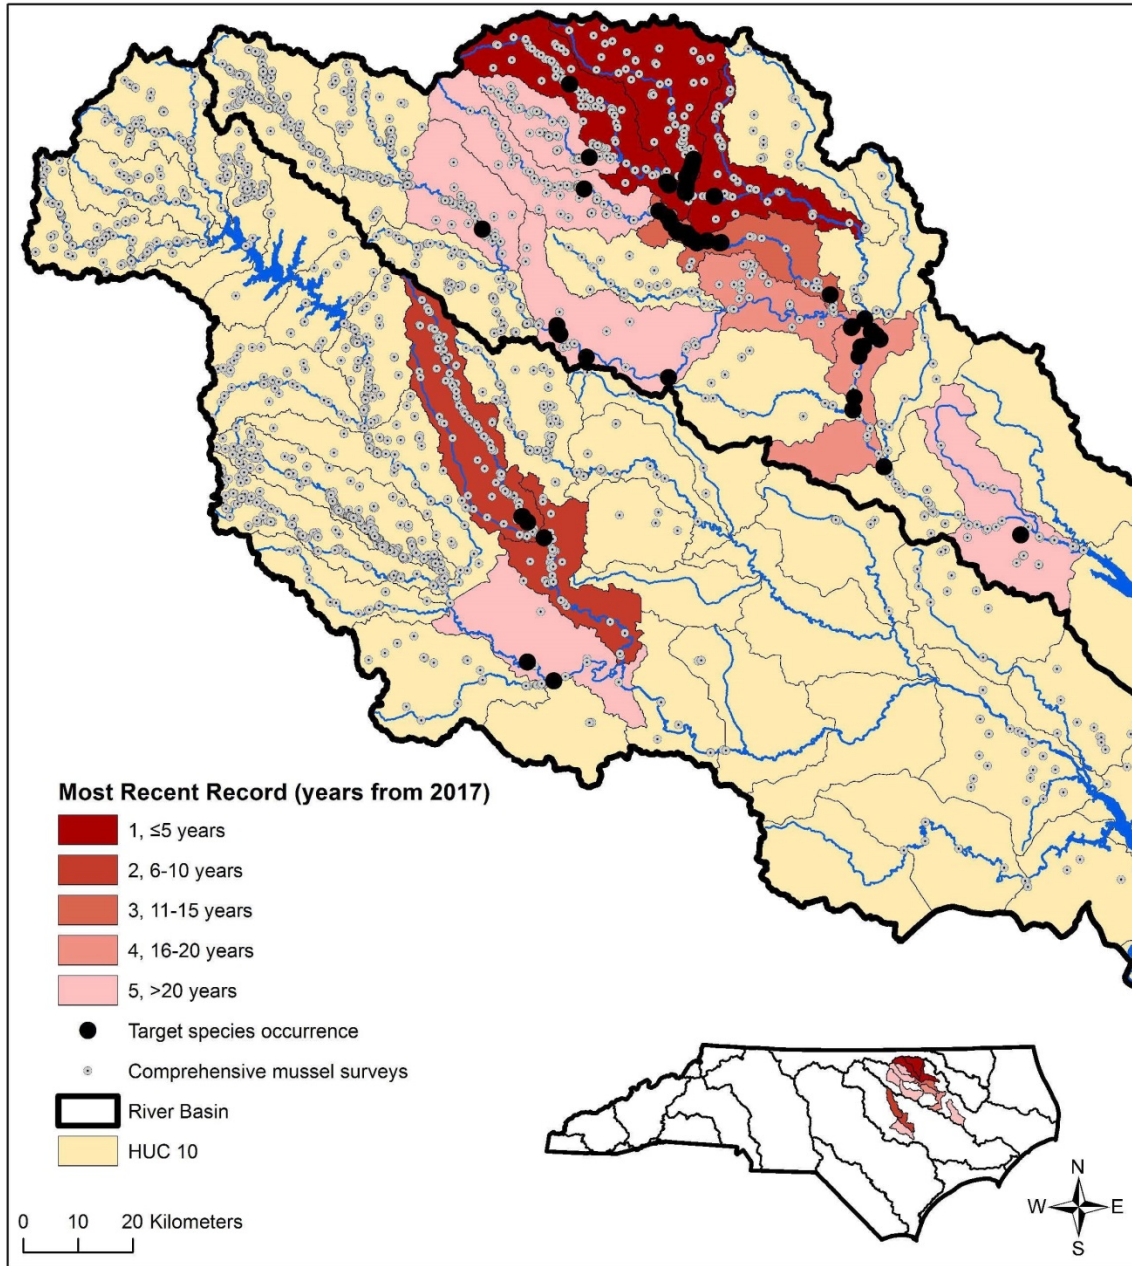 Most Recent Record (years from 2017)
1, ≤5 years
2, 6-10 years
3, 11-15 years
4, 16-20 years
5, >20 years
Target species occurrence
Comprehensive mussel surveys
River Basin
HUC 10
0 10 20 Kilometers
N
W E
S